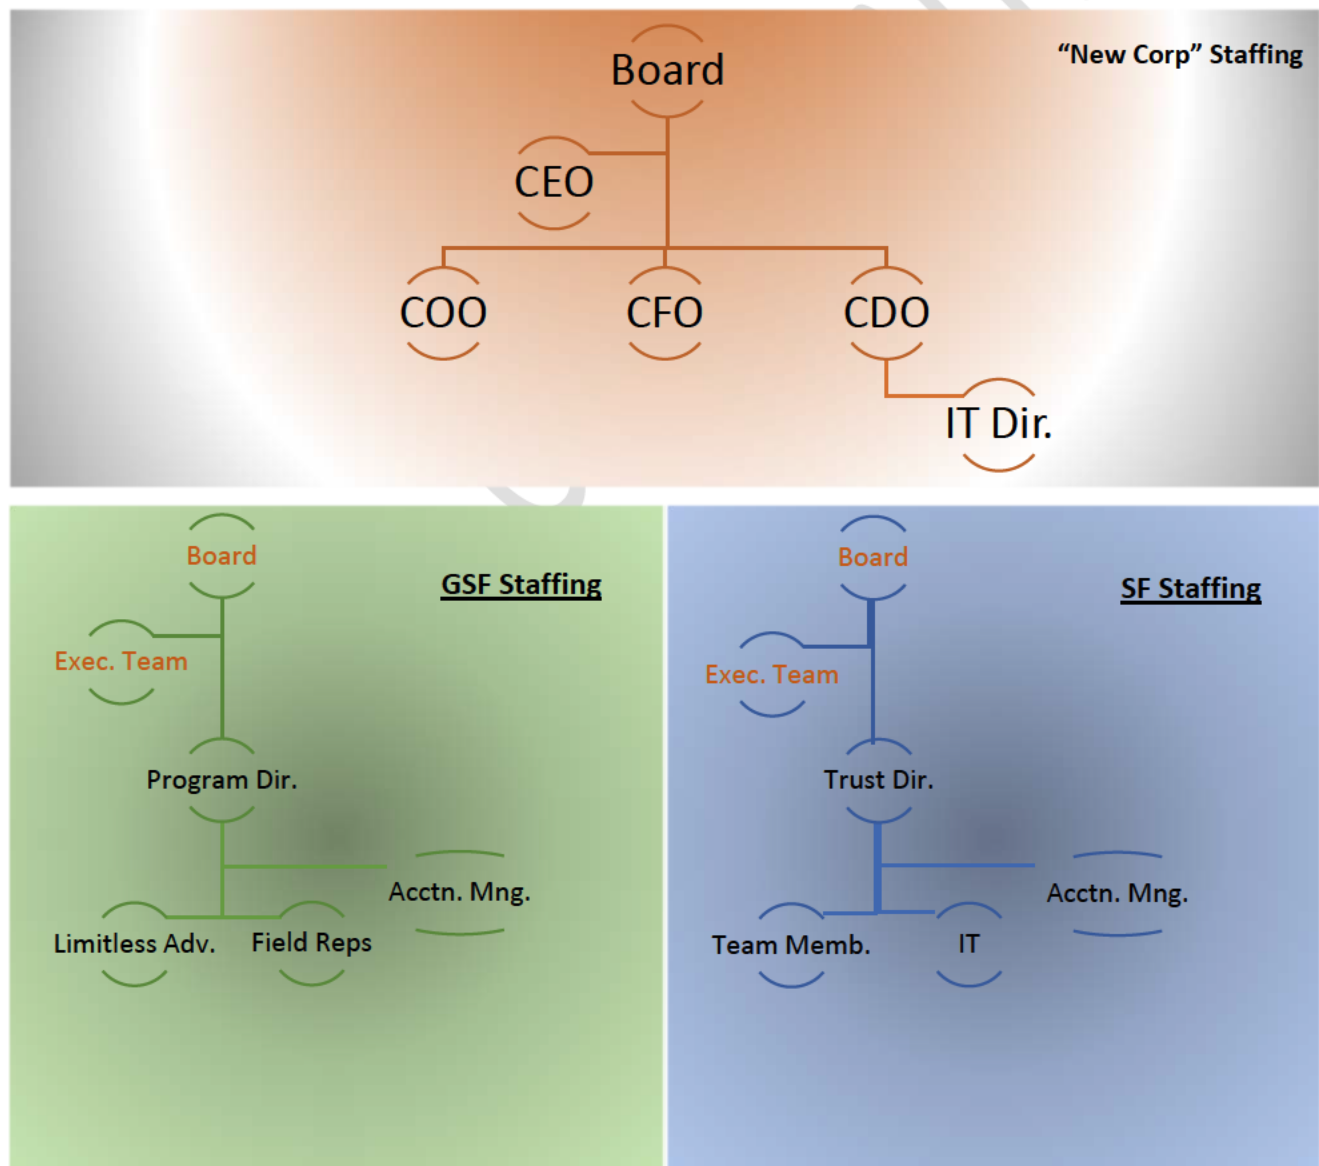 Board
“New Corp” Staffing
CEO
COO
CFO
CDO
IT Dir.
Board
GSF Staffing
Exec. Team
Program Dir.
Acctn. Mng.
Limitless Adv.
Field Reps
Board
SF Staffing
Exec. Team
Trust Dir.
Acctn. Mng.
Team Memb.
IT